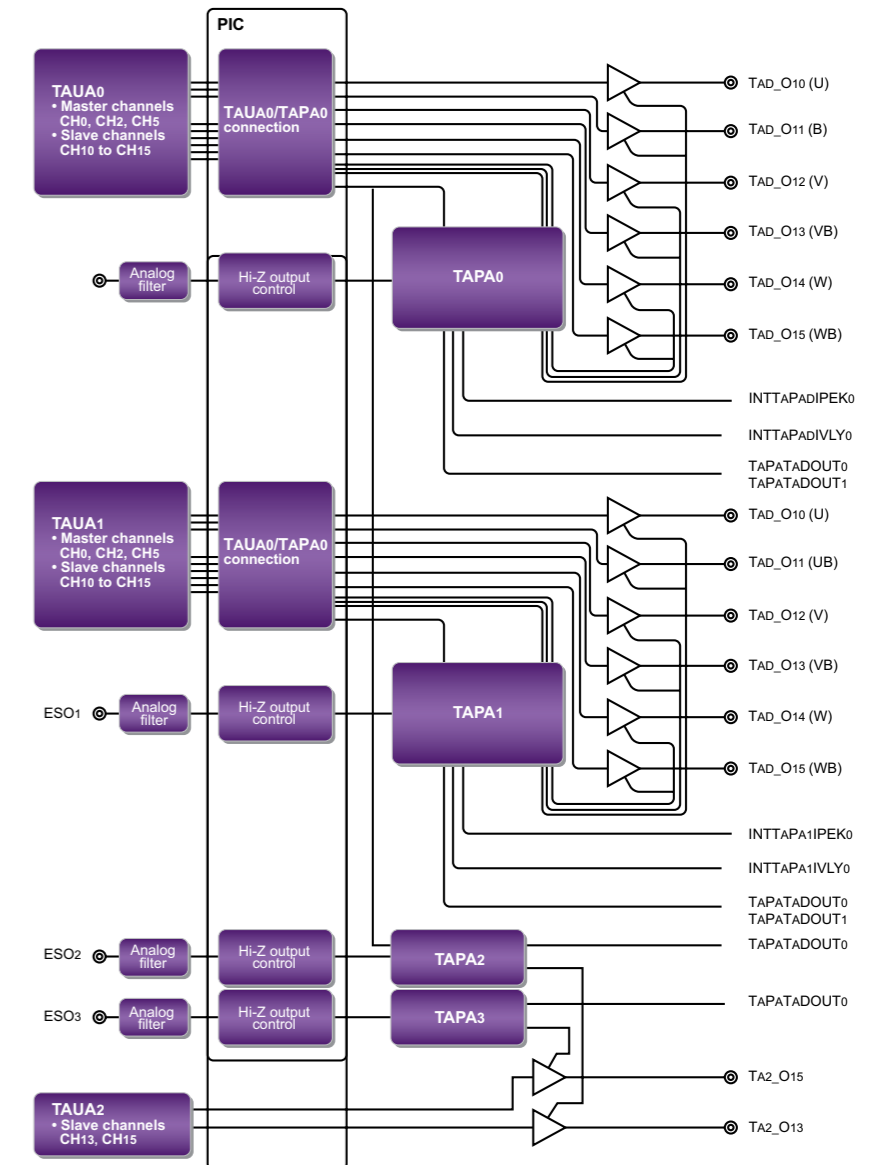 PIC
TAUA0
• Master channels
CH0, CH2, CH5
• Slave channels
CH10 to CH15
TAUA0/TAPA0
connection
TAD_O10 (U)
TAD_O11 (B)
TAD_O12 (V)
TAD_O13 (VB)
TAD_O14 (W)
TAD_O15 (WB)
Analog
filter
Hi-Z output
control
TAPA0
INTTAPADIPEK0
INTTAPADIVLY0
TAPATADOUT0
TAPATADOUT1
TAUA1
• Master channels
CH0, CH2, CH5
• Slave channels
CH10 to CH15
TAUA0/TAPA0
connection
TAD_O10 (U)
TAD_O11 (UB)
TAD_O12 (V)
TAD_O13 (VB)
TAD_O14 (W)
TAD_O15 (WB)
ESO1
Analog
filter
Hi-Z output
control
TAPA1
INTTAPA1IPEK0
INTTAPA1IVLY0
TAPATADOUT0
TAPATADOUT1
ESO2
Analog
filter
Hi-Z output
control
TAPA2
TAPATADOUT0
ESO3
Analog
filter
Hi-Z output
control
TAPA3
TAPATADOUT0
TA2_O15
TAUA2
• Slave channels
CH13, CH15
TA2_O13